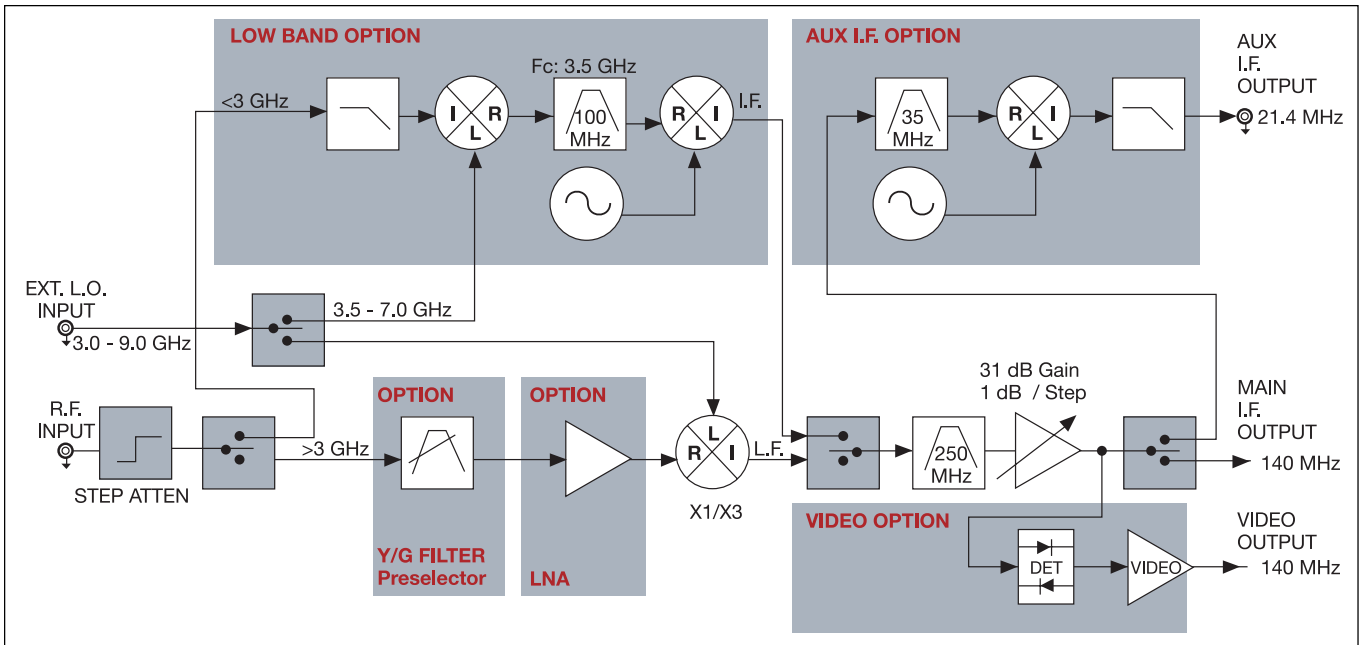 LOW BAND OPTION
Fc: 3.5 GHz
<3 GHz
I R L
100
MHz
R I L
I.F.
AUX I.F. OPTION
35
MHz
R I L
AUX
I.F.
OUTPUT
21.4 MHz
EXT. L.O.
INPUT
3.0 - 9.0 GHz
3.5 - 7.0 GHz
R.F.
INPUT
STEP ATTEN
>3 GHz
OPTION
Y/G FILTER
Preselector
OPTION
LNA
L
R I
L.F.
X1/X3
250
MHz
31 dB Gain
1 dB / Step
MAIN
I.F.
OUTPUT
140 MHz
VIDEO OPTION
DET
VIDEO
VIDEO
OUTPUT
140 MHz